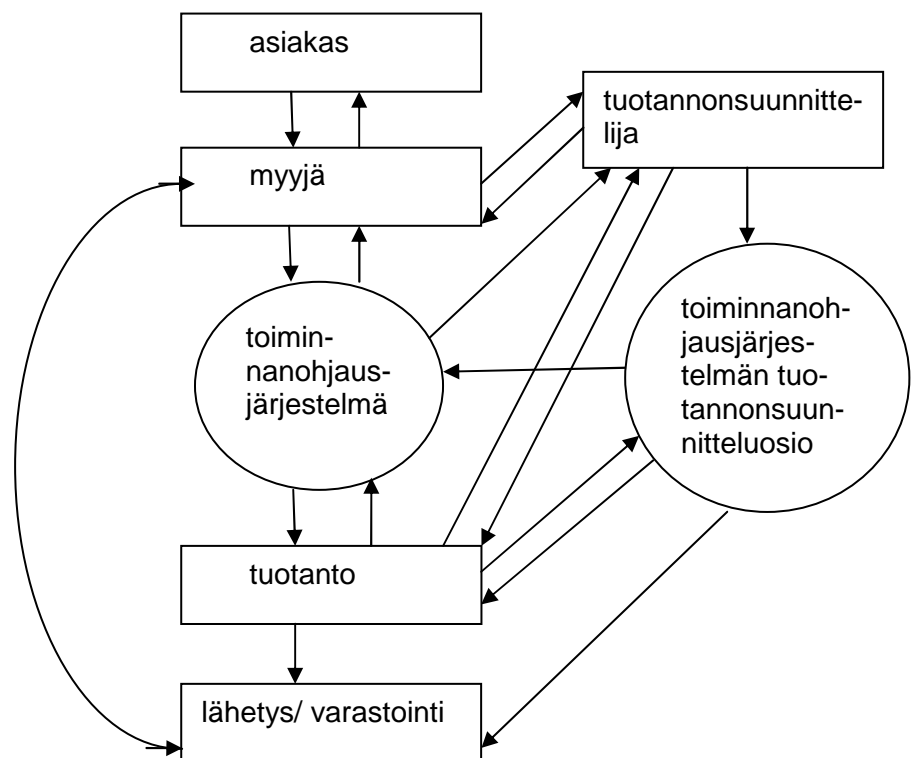 asiakas
tuotannonsuunnitte-
lija
myyjä
toimin-
nanohjaus-
järjestelmä
toiminnanoh-
jausjärjes-
telmän tuo-
tannonsuun-
nitteluosio
tuotanto
lähetys/ varastointi